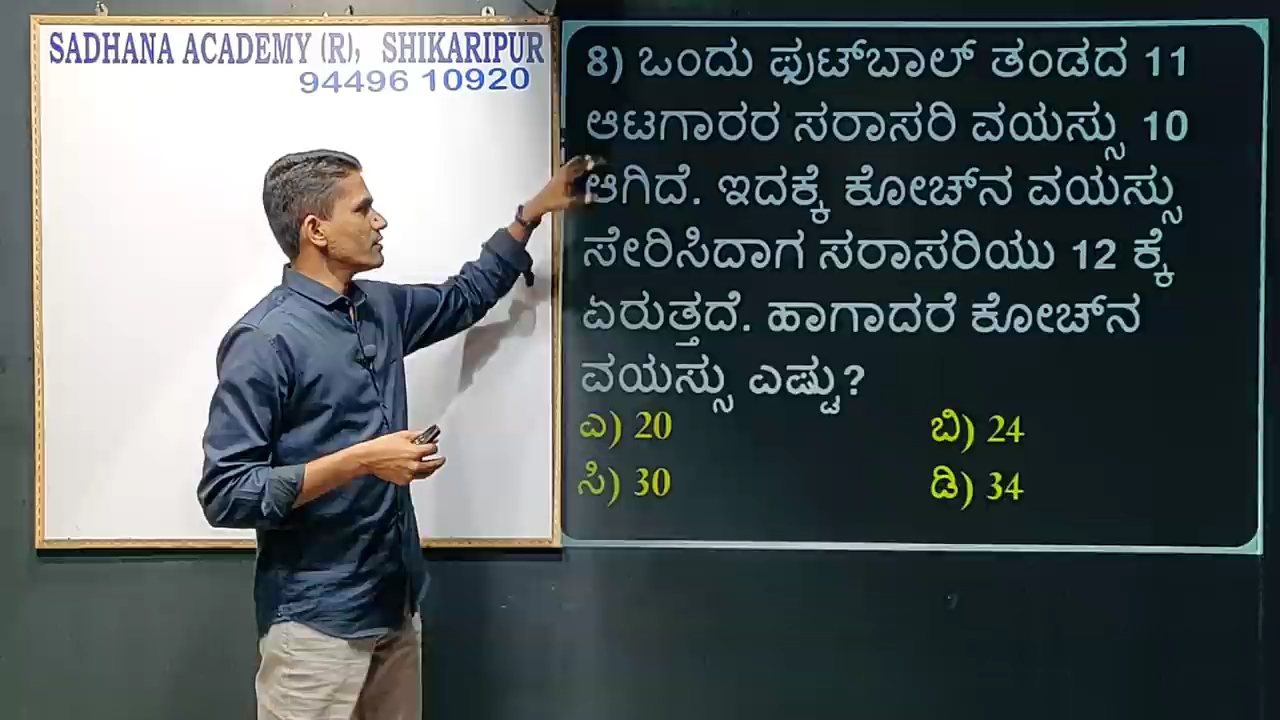 SADHANA ACADEMY (R), SHIKARIPUR
94496 10920
8) ಒಂದು ಫುಟ್‌ಬಾಲ್ ತಂಡದ 11
ಆಟಗಾರರ ಸರಾಸರಿ ವಯಸ್ಸು 10
ಆಗಿದೆ. ಇದಕ್ಕೆ ಕೋಚ್‌ನ ವಯಸ್ಸು
ಸೇರಿಸಿದಾಗ ಸರಾಸರಿಯು 12 ಕ್ಕೆ
ಏರುತ್ತದೆ. ಹಾಗಾದರೆ ಕೋಚ್‌ನ
ವಯಸ್ಸು ಎಷ್ಟು?
ಎ) 20 ಬಿ) 24
ಸಿ) 30 ಡಿ) 34